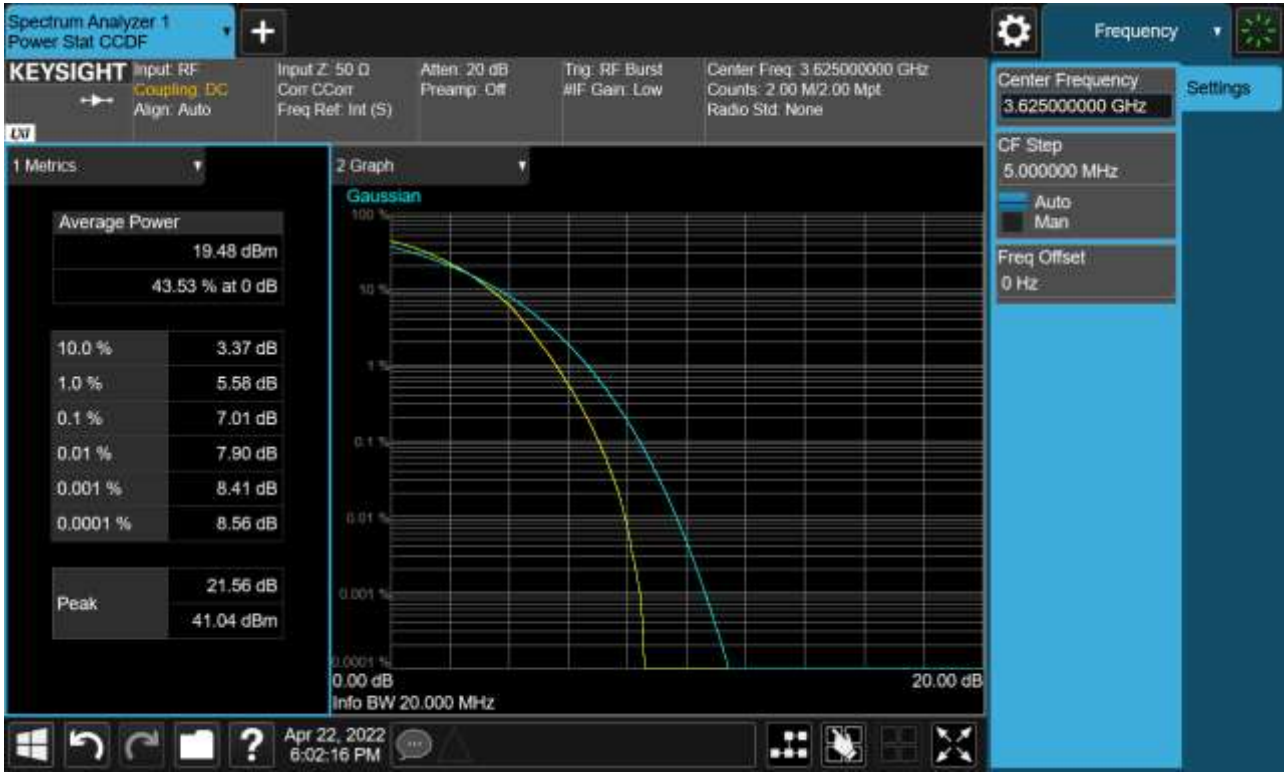 Spectrum Analyzer 1
Power Stat CCDF
Frequency
KEYSIGHT
Input: RF
Coupling: DC
Align: Auto
Input Z: 50 Ω
Corr CCorr
Freq Ref: Int (S)
Atten: 20 dB
Preamp: Off
Trig: RF Burst
#IF Gain: Low
Center Freq: 3.625000000 GHz
Counts: 2.00 M/2.00 Mpt
Radio Std: None
LXI
Center Frequency
3.625000000 GHz
Settings
CF Step
5.000000 MHz
Auto
Man
Freq Offset
0 Hz
1 Metrics
Average Power
19.48 dBm
43.53 % at 0 dB
10.0 % 3.37 dB
1.0 % 5.58 dB
0.1 % 7.01 dB
0.01 % 7.90 dB
0.001 % 8.41 dB
0.0001 % 8.56 dB
Peak
21.56 dB
41.04 dBm
2 Graph
Gaussian
100 %
10 %
1 %
0.1 %
0.01 %
0.001 %
0.0001 %
0.00 dB 20.00 dB
Info BW 20.000 MHz
?
Apr 22, 2022
6:02:16 PM